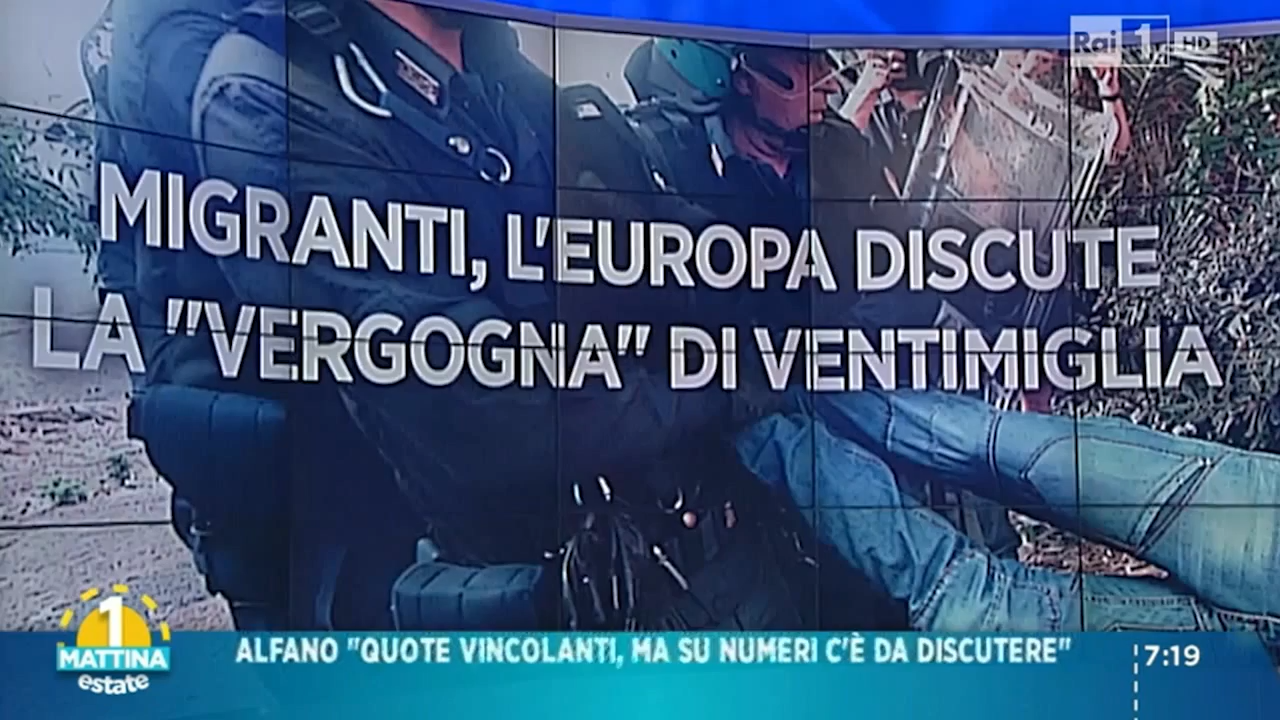 Rai 1 HD
MIGRANTI, L'EUROPA DISCUTE
LA "VERGOGNA" DI VENTIMIGLIA
1
MATTINA
estate
ALFANO "QUOTE VINCOLANTI, MA SU NUMERI C'È DA DISCUTERE"
7:19